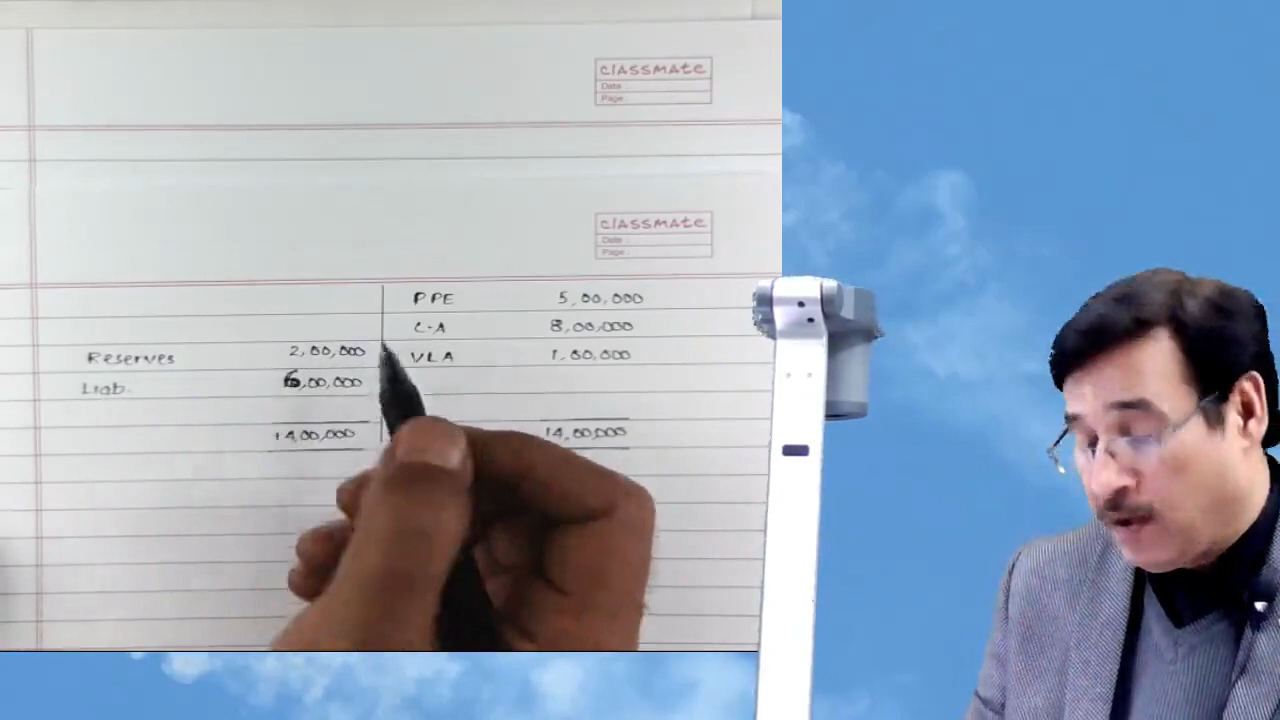 classmate
Date
Page
classmate
Date :
Page :
PPE 5,00,000
C-A 8,00,000
Reserves 2,00,000 VLA 1,00,000
Liab. 6,00,000
14,00,000 14,00,000